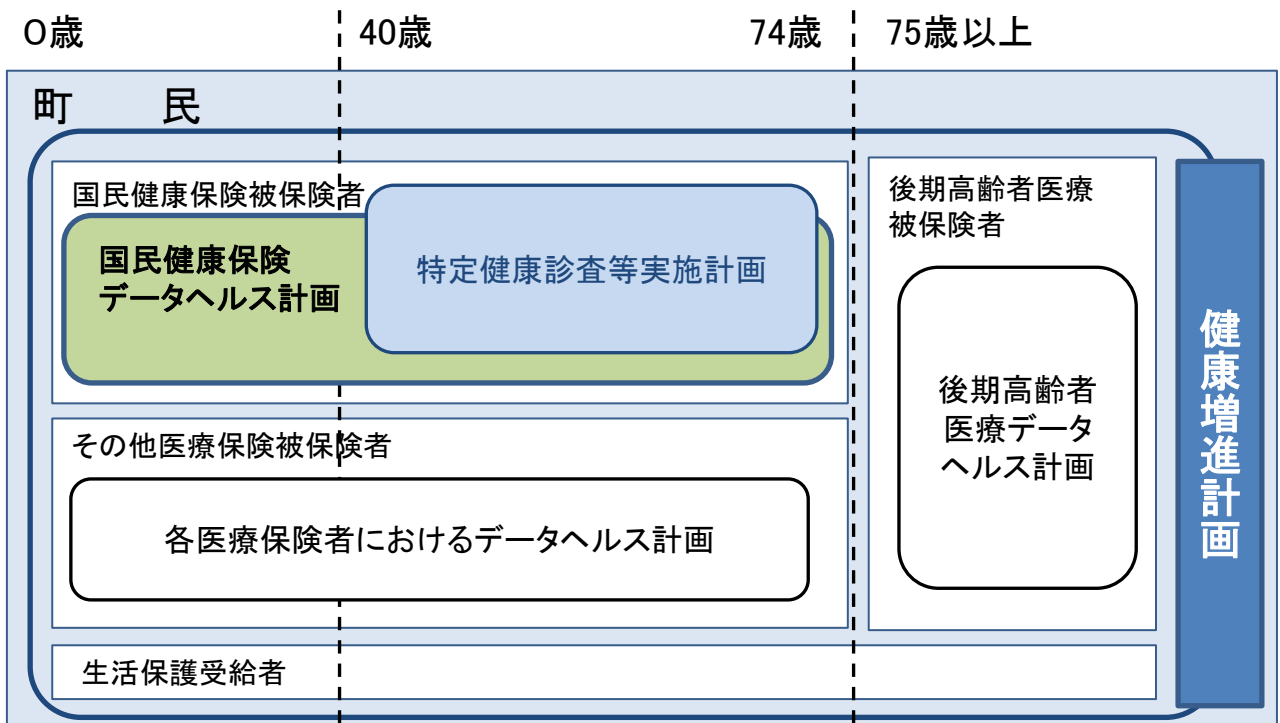 0歳
40歳
74歳
75歳以上
町　　民
国民健康保険被保険者
国民健康保険
データヘルス計画
特定健康診査等実施計画
その他医療保険被保険者
各医療保険者におけるデータヘルス計画
生活保護受給者
後期高齢者医療
被保険者
後期高齢者
医療データ
ヘルス計画
健康増進計画